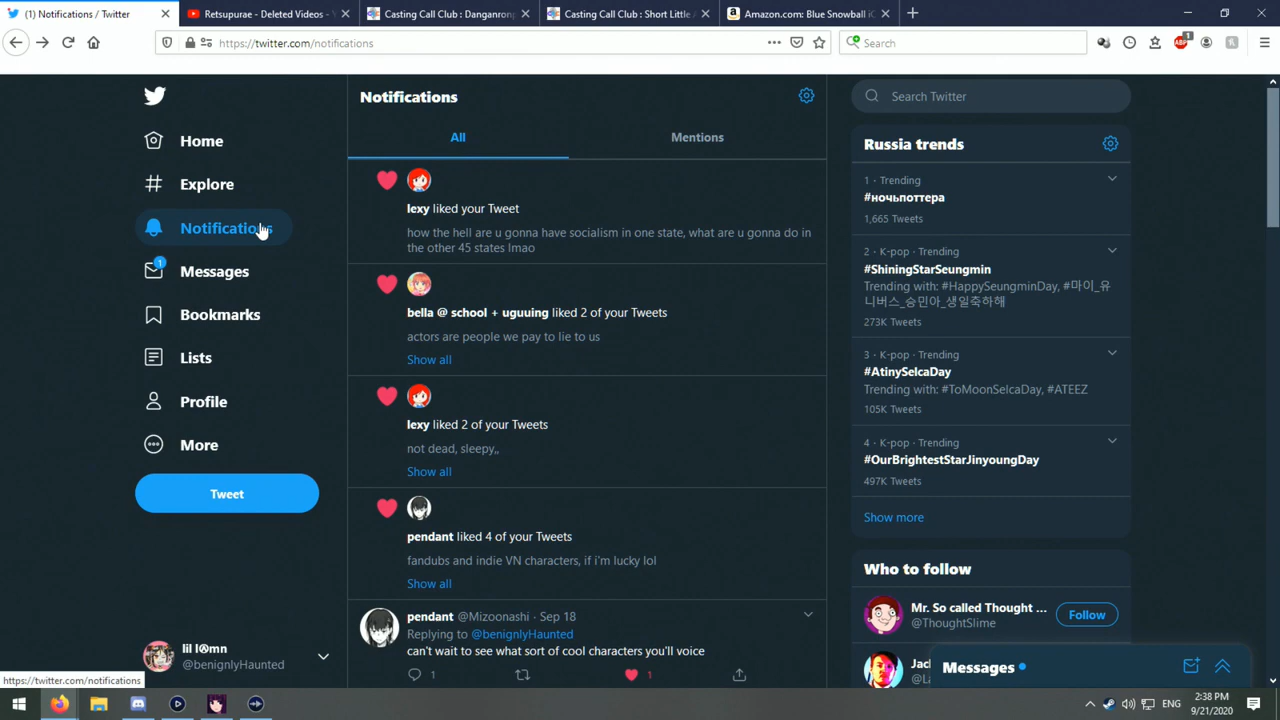 (1) Notifications / Twitter
Retsupurae - Deleted Videos -
Casting Call Club : Danganron
Casting Call Club : Short Little
Amazon.com: Blue Snowball iC
https://twitter.com/notifications
Search
1
Home
Explore
Notifications
1
Messages
Bookmarks
Lists
Profile
More
Tweet
lil l@mn
@benignlyHaunted
https://twitter.com/notifications
Notifications
All
Mentions
lexy liked your Tweet
how the hell are u gonna have socialism in one state, what are u gonna do in
the other 45 states lmao
bella @ school + uguuing liked 2 of your Tweets
actors are people we pay to lie to us
Show all
lexy liked 2 of your Tweets
not dead, sleepy,,
Show all
pendant liked 4 of your Tweets
fandubs and indie VN characters, if i'm lucky lol
Show all
pendant @Mizoonashi · Sep 18
Replying to @benignlyHaunted
can't wait to see what sort of cool characters you'll voice
1
1
Search Twitter
Russia trends
1 · Trending
#ночьпоттера
1,665 Tweets
2 · K-pop · Trending
#ShiningStarSeungmin
Trending with: #HappySeungminDay, #마이_유
니버스_승민아_생일축하해
273K Tweets
3 · K-pop · Trending
#AtinySelcaDay
Trending with: #ToMoonSelcaDay, #ATEEZ
105K Tweets
4 · K-pop · Trending
#OurBrightestStarJinyoungDay
497K Tweets
Show more
Who to follow
Mr. So called Thought ...
@ThoughtSlime
Follow
Messages
ENG
2:38 PM
9/21/2020